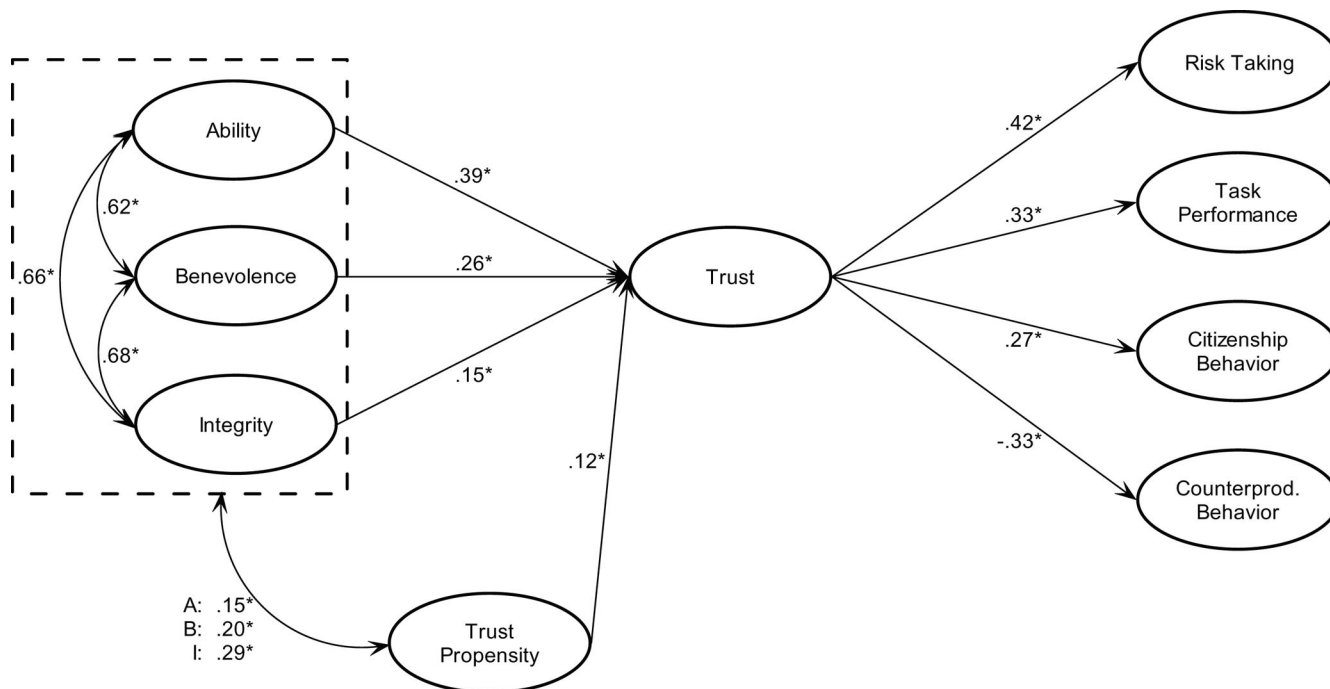 Risk Taking
Ability
.42*
.39*
.62*
Task
Performance
.33*
.66*
Benevolence
.26*
Trust
.68*
.27*
Citizenship
Behavior
.15*
Integrity
-.33*
.12*
Counterprod.
Behavior
A: .15*
B: .20*
I: .29*
Trust
Propensity